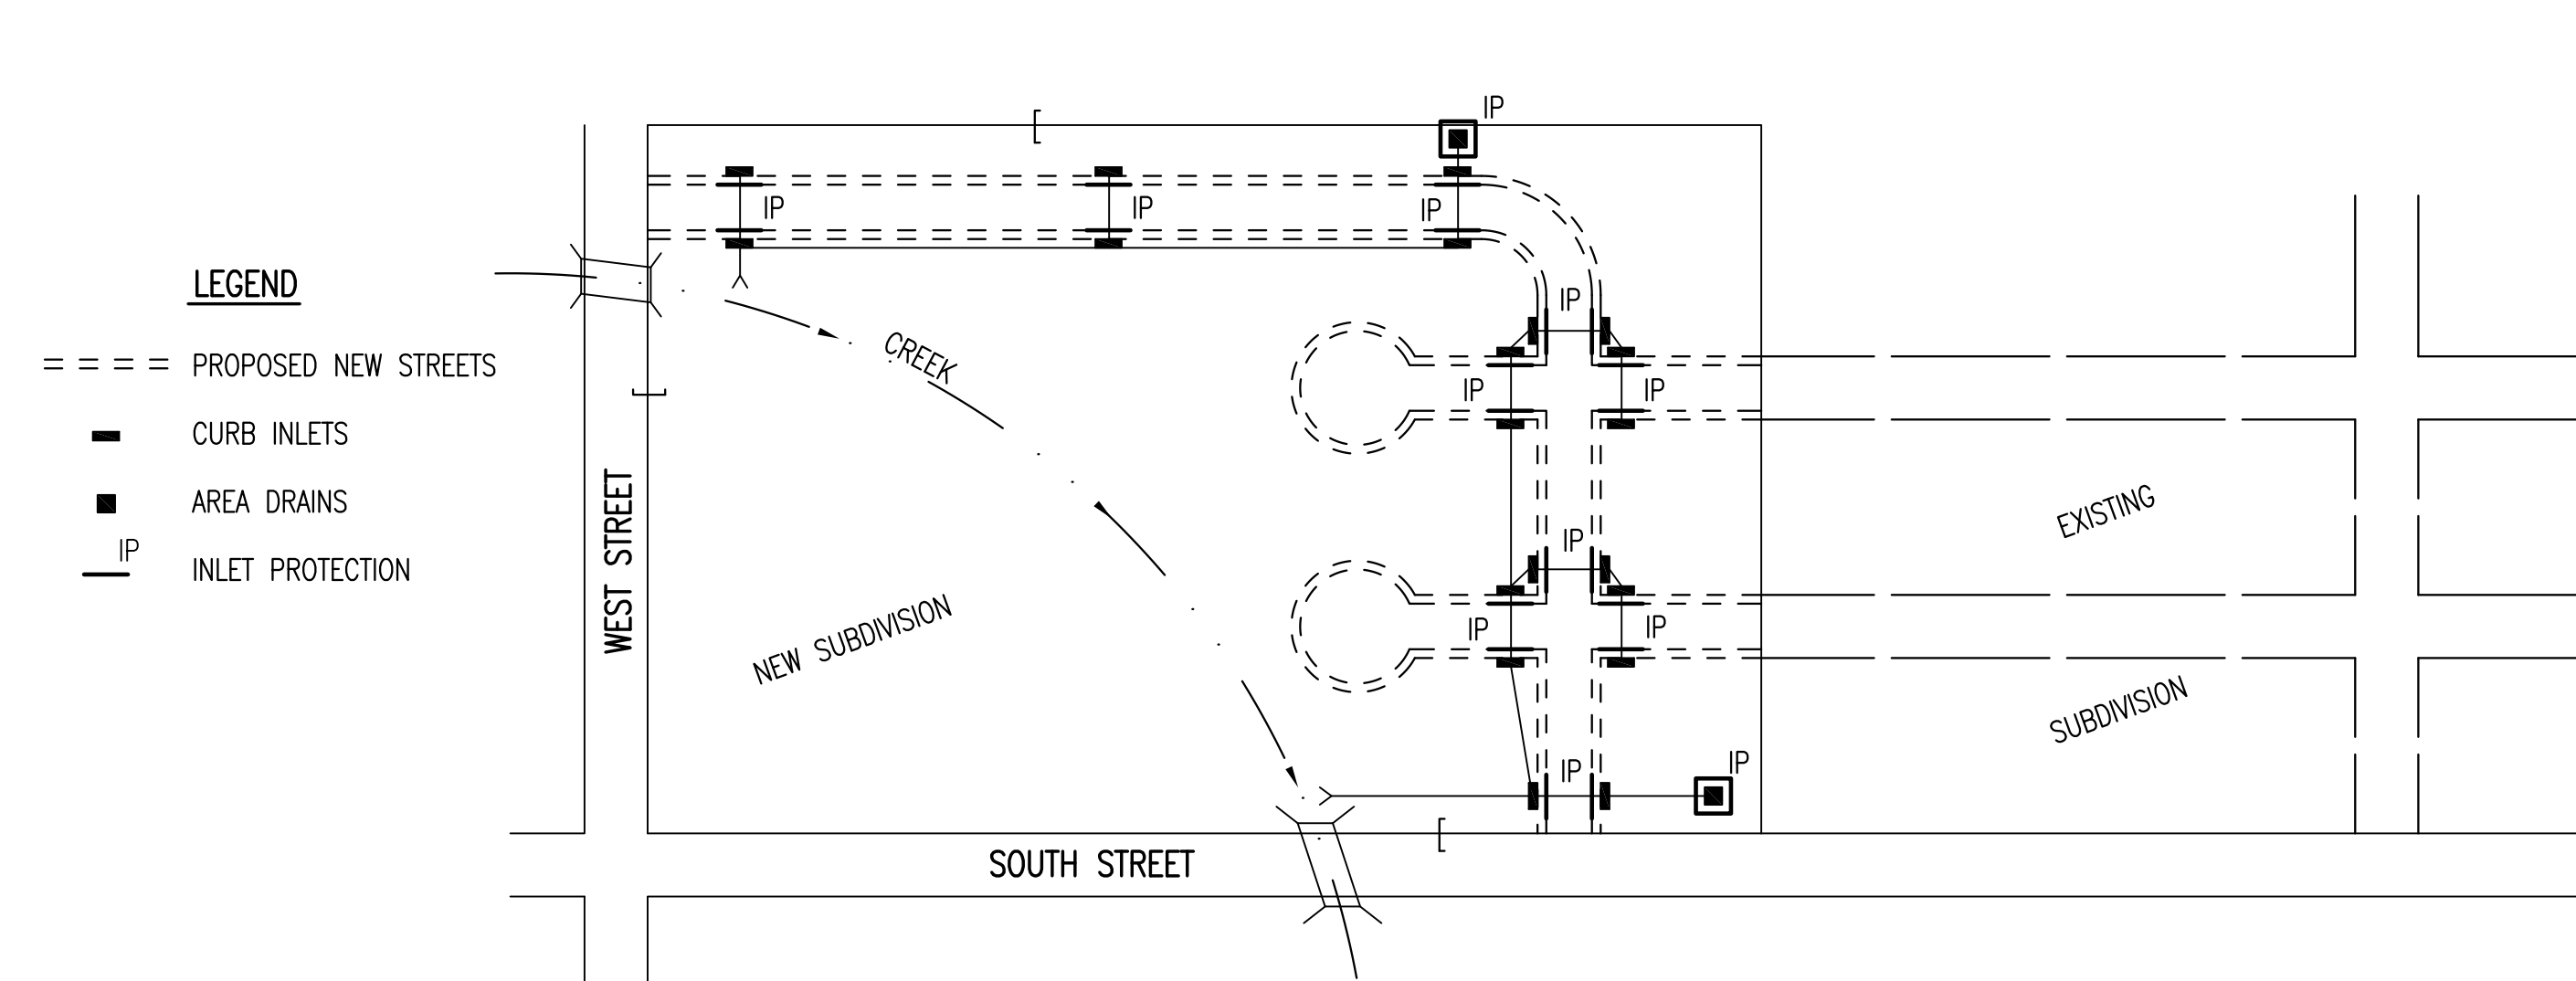 LEGEND
PROPOSED NEW STREETS
CURB INLETS
AREA DRAINS
IP
INLET PROTECTION
WEST STREET
SOUTH STREET
CREEK
NEW SUBDIVISION
IP
IP
IP
IP
IP
IP
IP
IP
IP
IP
IP
IP
EXISTING
SUBDIVISION